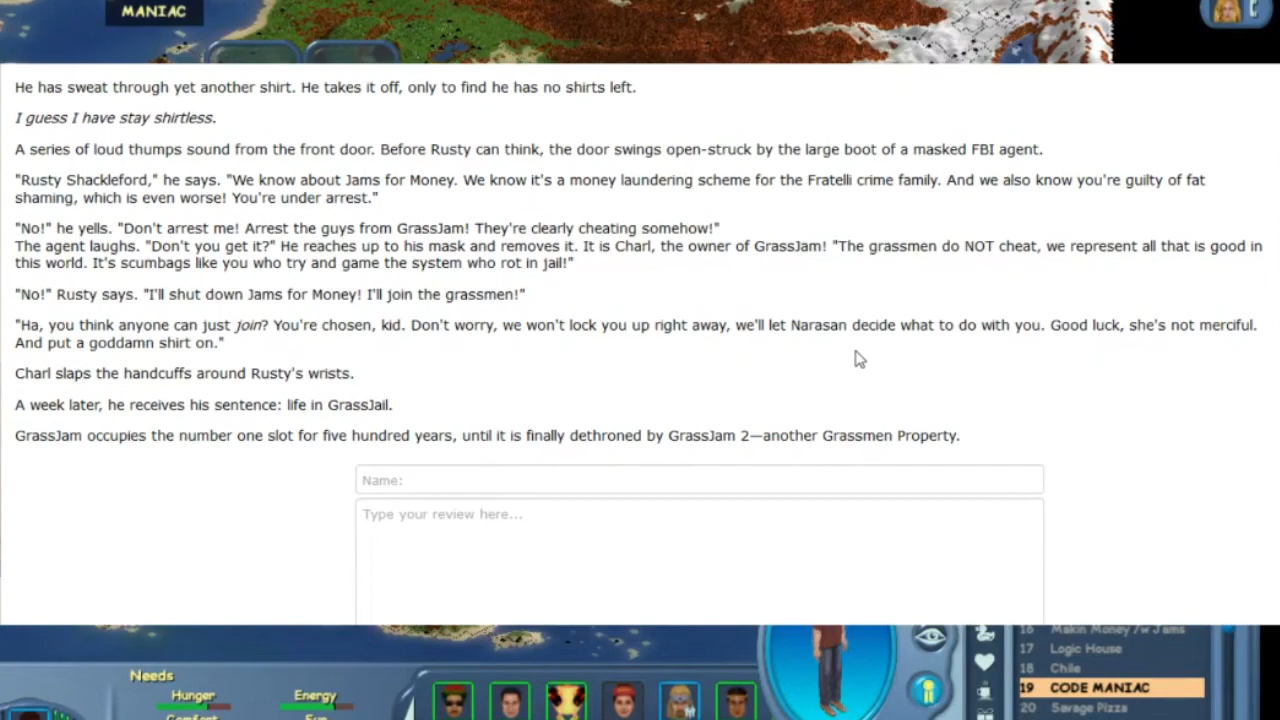 MANIAC
He has sweat through yet another shirt. He takes it off, only to find he has no shirts left.
I guess I have stay shirtless.
A series of loud thumps sound from the front door. Before Rusty can think, the door swings open-struck by the large boot of a masked FBI agent.
"Rusty Shackleford," he says. "We know about Jams for Money. We know it's a money laundering scheme for the Fratelli crime family. And we also know you're guilty of fat
shaming, which is even worse! You're under arrest."
"No!" he yells. "Don't arrest me! Arrest the guys from GrassJam! They're clearly cheating somehow!"
The agent laughs. "Don't you get it?" He reaches up to his mask and removes it. It is Charl, the owner of GrassJam! "The grassmen do NOT cheat, we represent all that is good in
this world. It's scumbags like you who try and game the system who rot in jail!"
"No!" Rusty says. "I'll shut down Jams for Money! I'll join the grassmen!"
"Ha, you think anyone can just join? You're chosen, kid. Don't worry, we won't lock you up right away, we'll let Narasan decide what to do with you. Good luck, she's not merciful.
And put a goddamn shirt on."
Charl slaps the handcuffs around Rusty's wrists.
A week later, he receives his sentence: life in GrassJail.
GrassJam occupies the number one slot for five hundred years, until it is finally dethroned by GrassJam 2—another Grassmen Property.
Name:
Type your review here...
16 Makin Money /w Jams
17 Logic House
18 Chile
19 CODE MANIAC
20 Savage Pizza
Needs
Hunger Energy
Comfort Fun